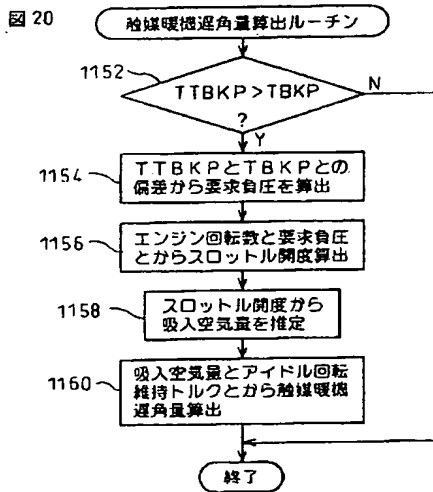 図20
触媒暖機遅角量算出ルーチン
1152
TTBKP>TBKP
?
N
Y
1154
TTBKPとTBKPとの
偏差から要求負圧を算出
1156
エンジン回転数と要求負圧
とからスロットル開度算出
1158
スロットル開度から
吸入空気量を推定
1160
吸入空気量とアイドル回転
維持トルクとから触媒暖機
遅角量算出
終了